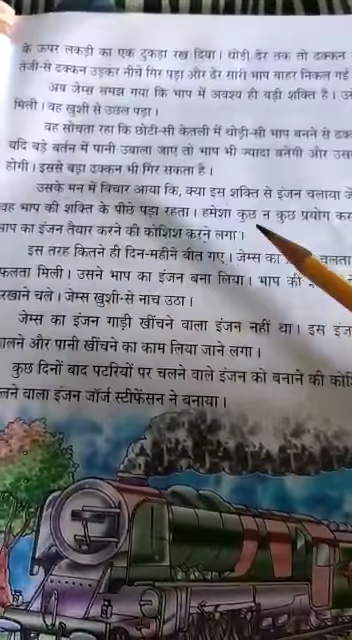 के ऊपर लकड़ी का एक टुकड़ा रख दिया। थोड़ी देर तक तो ढक्कन
तेजी-से ढक्कन उड़कर नीचे गिर पड़ा और ढेर सारी भाप बाहर निकल गई
अब जेम्स समझ गया कि भाप में अवश्य ही बड़ी शक्ति है।
मिली। वह खुशी से उछल पड़ा।
वह सोचता रहा कि छोटी-सी केतली में थोड़ी-सी भाप बनने से
यदि बड़े बर्तन में पानी उबाला जाए तो भाप भी ज्यादा बनेगी और
होगी। इससे बड़ा ढक्कन भी गिर सकता है।
उसके मन में विचार आया कि, क्या इस शक्ति से इंजन चलाया
वह भाप की शक्ति के पीछे पड़ा रहता। हमेशा कुछ न कुछ प्रयोग
भाप का इंजन तैयार करने की कोशिश करने लगा।
इस तरह कितने ही दिन-महीने बीत गए। जेम्स का चलता
मिली। उसने भाप का इंजन बना लिया। भाप की
चले। जेम्स खुशी-से नाच उठा।
जेम्स का इंजन गाड़ी खींचने वाला इंजन नहीं था। इस
और पानी खींचने का काम लिया जाने लगा।
कुछ दिनों बाद पटरियों पर चलने वाले इंजन को बनाने की
वाला इंजन जॉर्ज स्टीफेंसन ने बनाया।